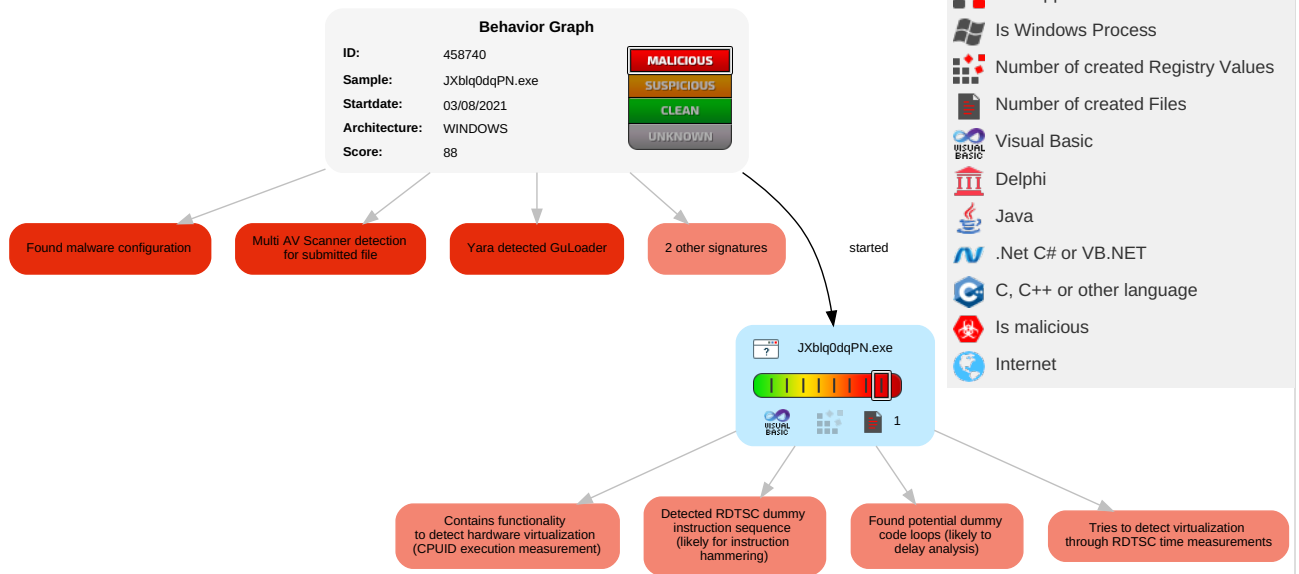 Behavior Graph
ID: 458740
Sample: JXblq0dqPN.exe
Startdate: 03/08/2021
Architecture: WINDOWS
Score: 88
MALICIOUS
SUSPICIOUS
CLEAN
UNKNOWN
Is Windows Process
Number of created Registry Values
Number of created Files
VISUAL
BASIC
Visual Basic
Delphi
Java
.Net C# or VB.NET
C, C++ or other language
Is malicious
Internet
Found malware configuration
Multi AV Scanner detection
for submitted file
Yara detected GuLoader
2 other signatures
started
JXblq0dqPN.exe
VISUAL
BASIC
1
Contains functionality
to detect hardware virtualization
(CPUID execution measurement)
Detected RDTSC dummy
instruction sequence
(likely for instruction
hammering)
Found potential dummy
code loops (likely to
delay analysis)
Tries to detect virtualization
through RDTSC time measurements